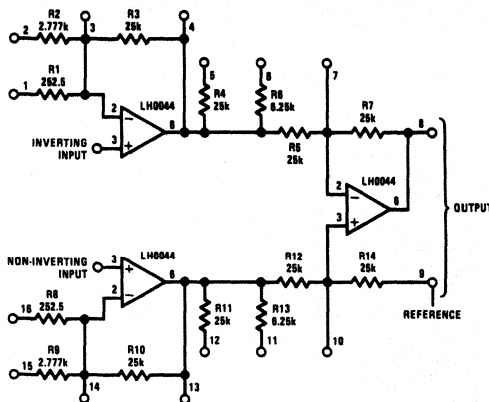 R2
2.777k
R3
25k
2
3
4
R1
252.5
1
5
R4
25k
6
R6
6.25k
7
LH0044
2
6
3
INVERTING
INPUT
R5
25k
R7
25k
8
LH0044
2
6
3
OUTPUT
NON-INVERTING
INPUT
3
LH0044
6
2
R12
25k
R14
25k
9
REFERENCE
R8
252.5
16
R11
25k
R13
6.25k
12
11
10
R9
2.777k
R10
25k
15
14
13